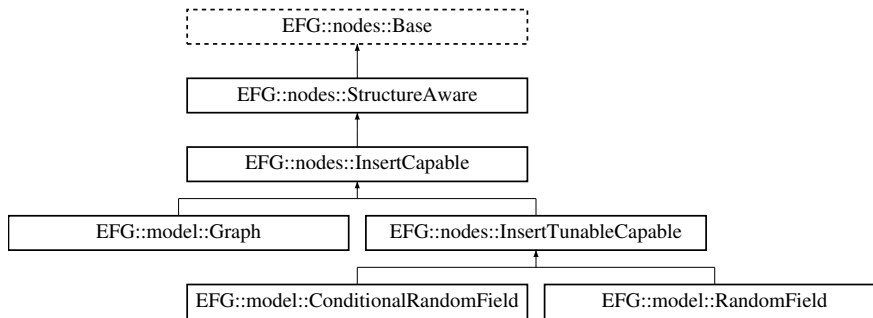 EFG::nodes::Base
EFG::nodes::StructureAware
EFG::nodes::InsertCapable
EFG::model::Graph
EFG::nodes::InsertTunableCapable
EFG::model::ConditionalRandomField
EFG::model::RandomField